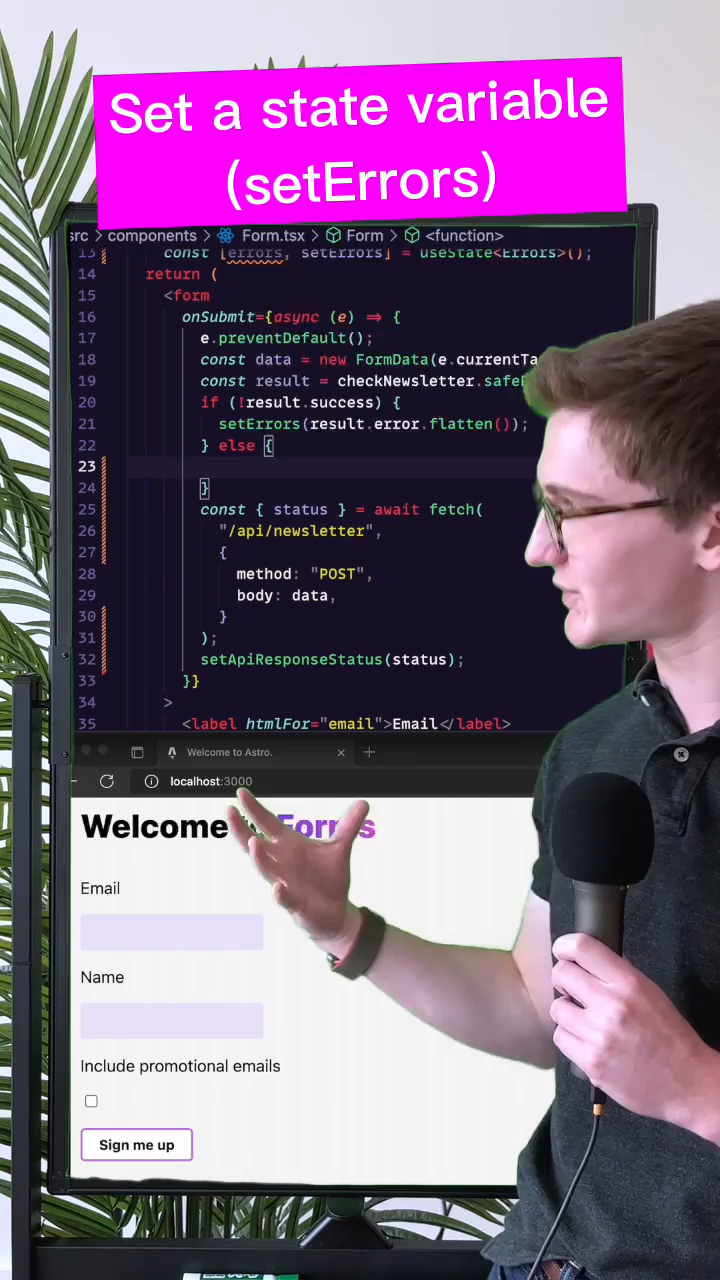 Set a state variable
(setErrors)
src > components > Form.tsx > Form > <function>
13 const [errors, setErrors] = useState<Errors>();
14 return (
15 <form
16 onSubmit={async (e) => {
17 e.preventDefault();
18 const data = new FormData(e.currentTa
19 const result = checkNewsletter.safe
20 if (!result.success) {
21 setErrors(result.error.flatten());
22 } else {
23
24 }
25 const { status } = await fetch(
26 "/api/newsletter",
27 {
28 method: "POST",
29 body: data,
30 }
31 );
32 setApiResponseStatus(status);
33 }}
34 >
35 <label htmlFor="email">Email</label>
Welcome to Astro.
localhost:3000
Welcome
Email
Name
Include promotional emails
Sign me up